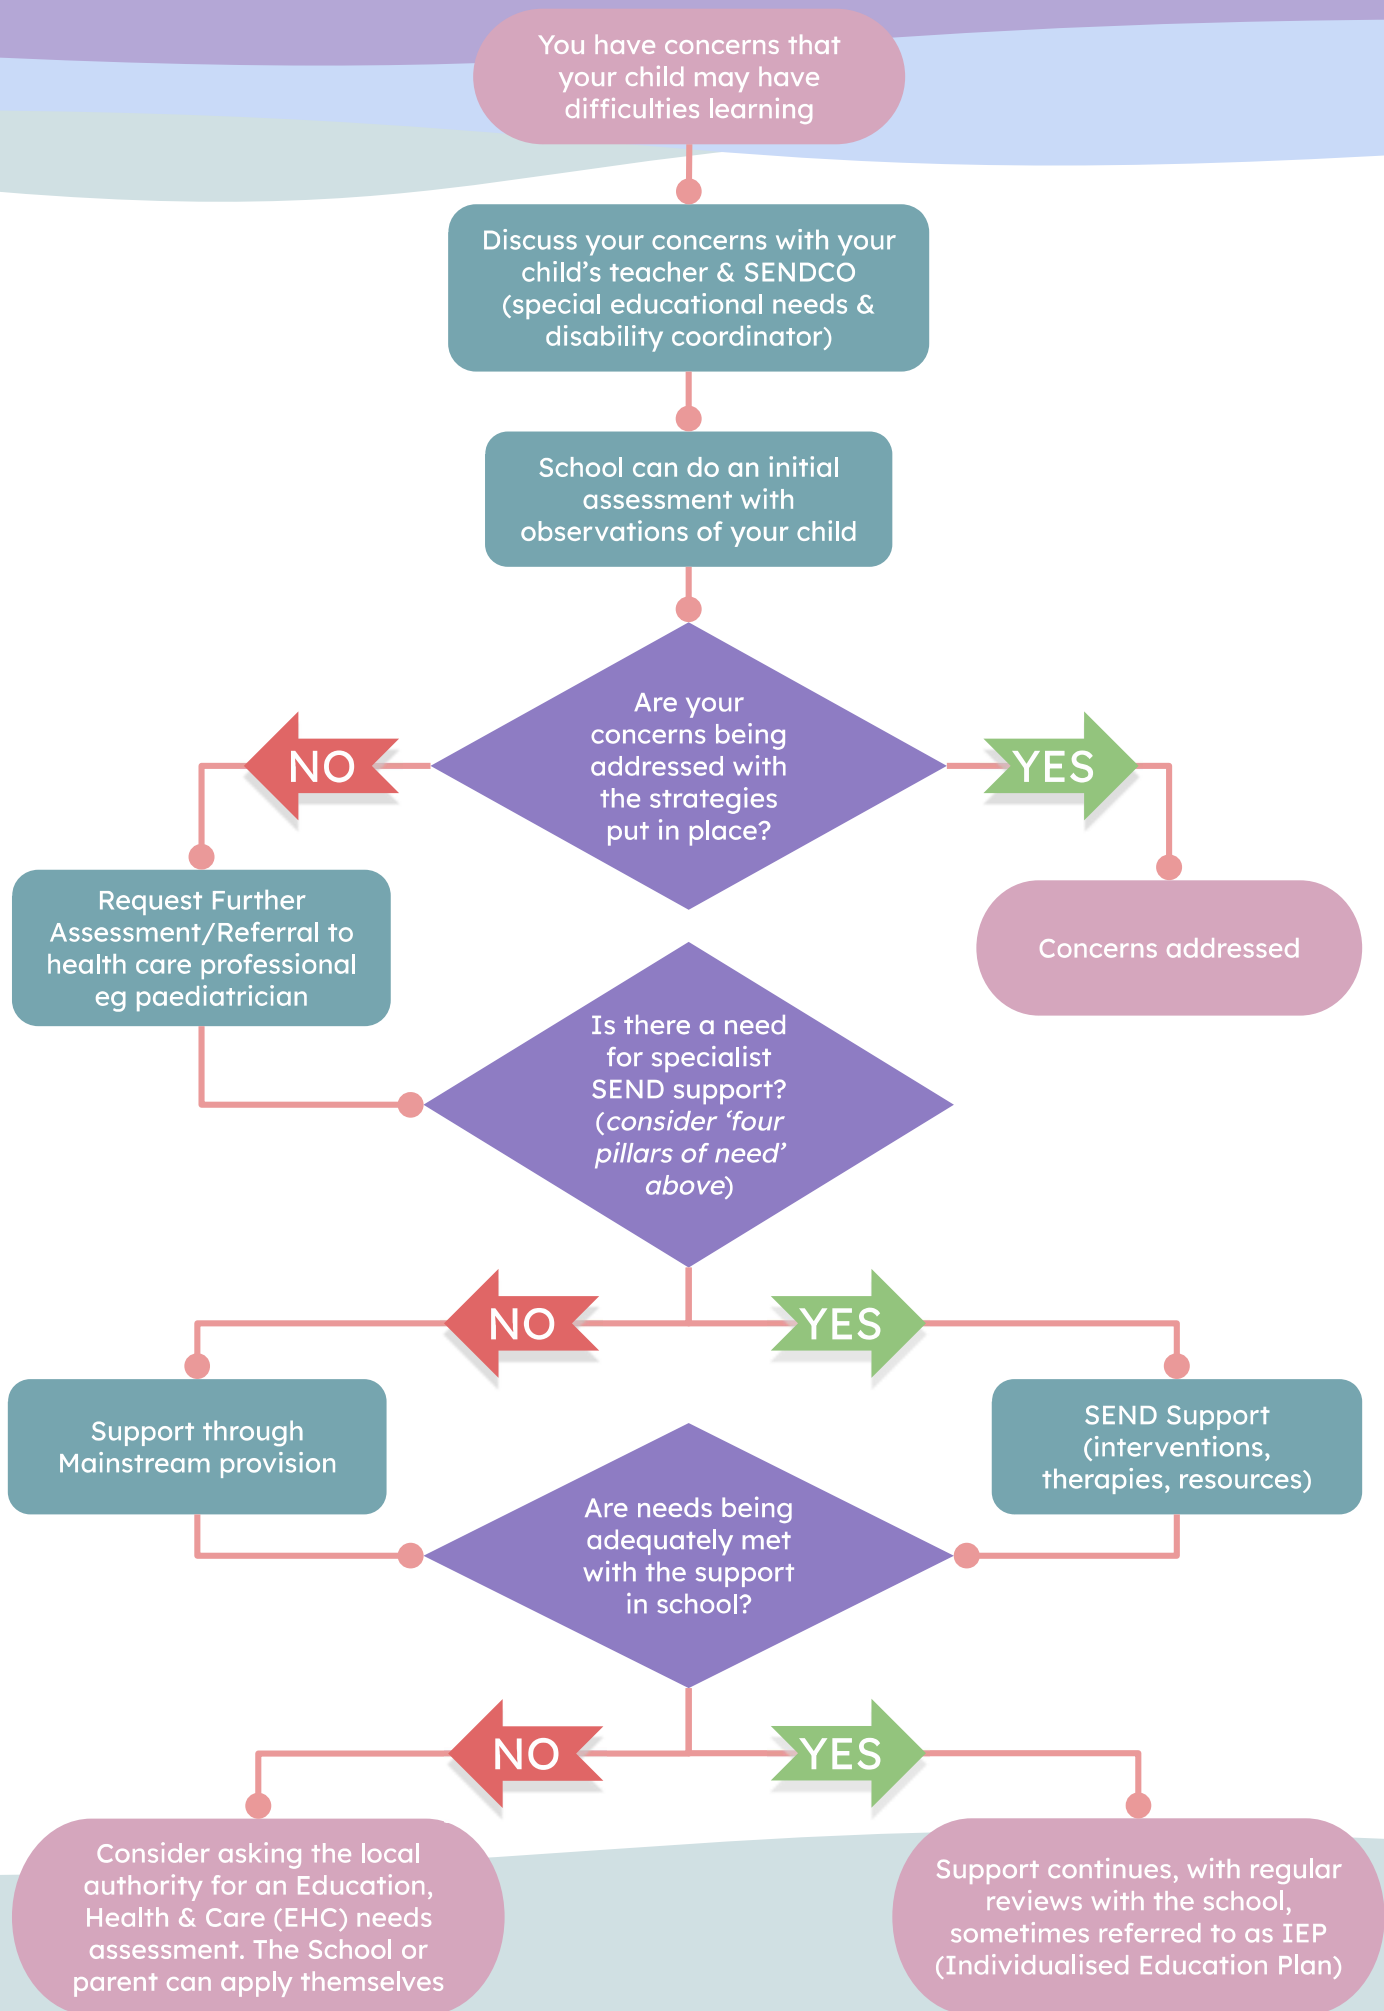 You have concerns that
your child may have
difficulties learning
Discuss your concerns with your
child's teacher & SENDCO
(special educational needs &
disability coordinator)
School can do an initial
assessment with
observations of your child
Are your
concerns being
addressed with
the strategies
put in place?
NO
YES
Request Further
Assessment/Referral to
health care professional
eg paediatrician
Concerns addressed
Is there a need
for specialist
SEND support?
(consider ‘four
pillars of need’
above)
NO
YES
Support through
Mainstream provision
SEND Support
(interventions,
therapies, resources)
Are needs being
adequately met
with the support
in school?
NO
YES
Consider asking the local
authority for an Education,
Health & Care (EHC) needs
assessment. The School or
parent can apply themselves
Support continues, with regular
reviews with the school,
sometimes referred to as IEP
(Individualised Education Plan)